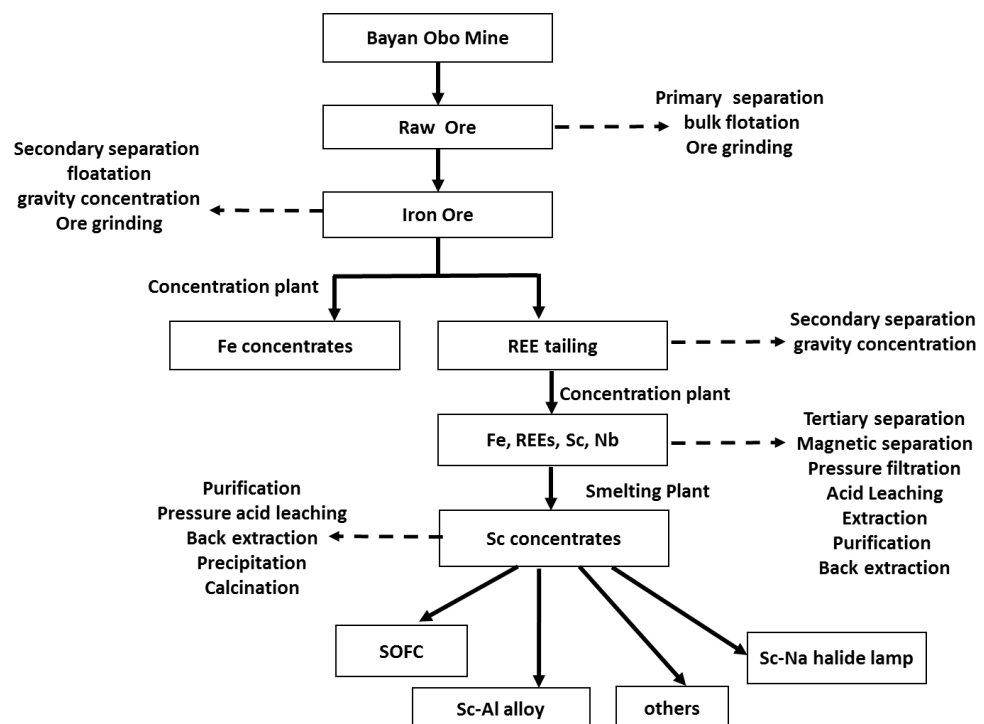 Bayan Obo Mine
Raw Ore
Primary separation
bulk flotation
Ore grinding
Secondary separation
floatation
gravity concentration
Ore grinding
Iron Ore
Concentration plant
Fe concentrates
REE tailing
Secondary separation
gravity concentration
Concentration plant
Fe, REEs, Sc, Nb
Tertiary separation
Magnetic separation
Pressure filtration
Acid Leaching
Extraction
Purification
Back extraction
Smelting Plant
Purification
Pressure acid leaching
Back extraction
Precipitation
Calcination
Sc concentrates
SOFC
Sc-Al alloy
others
Sc-Na halide lamp